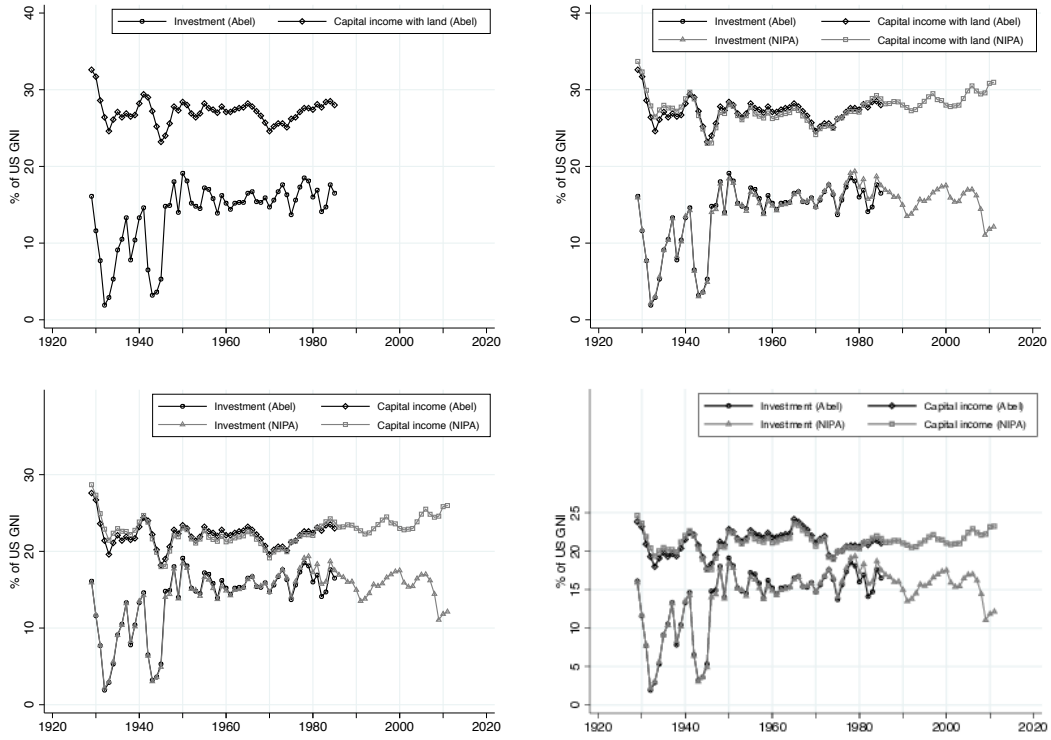 Investment (Abel) Capital income with land (Abel)
% of US GNI
40
30
20
10
0
1920 1940 1960 1980 2000 2020
Investment (Abel) Capital income with land (Abel)
Investment (NIPA) Capital income with land (NIPA)
% of US GNI
40
30
20
10
0
1920 1940 1960 1980 2000 2020
Investment (Abel) Capital income (Abel)
Investment (NIPA) Capital income (NIPA)
% of US GNI
30
20
10
0
1920 1940 1960 1980 2000 2020
Investment (Abel) Capital income (Abel)
Investment (NIPA) Capital income (NIPA)
% of US GNI
25
20
15
10
5
0
1920 1940 1960 1980 2000 2020